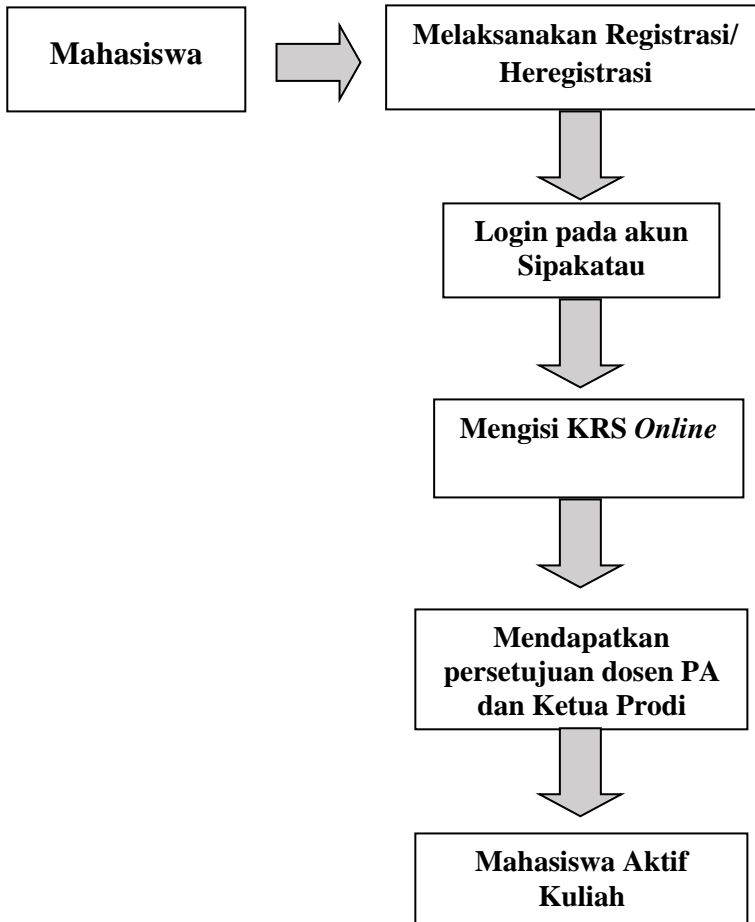 Mahasiswa
Melaksanakan Registrasi/
Heregistrasi
Login pada akun
Sipakatau
Mengisi KRS Online
Mendapatkan
persetujuan dosen PA
dan Ketua Prodi
Mahasiswa Aktif
Kuliah